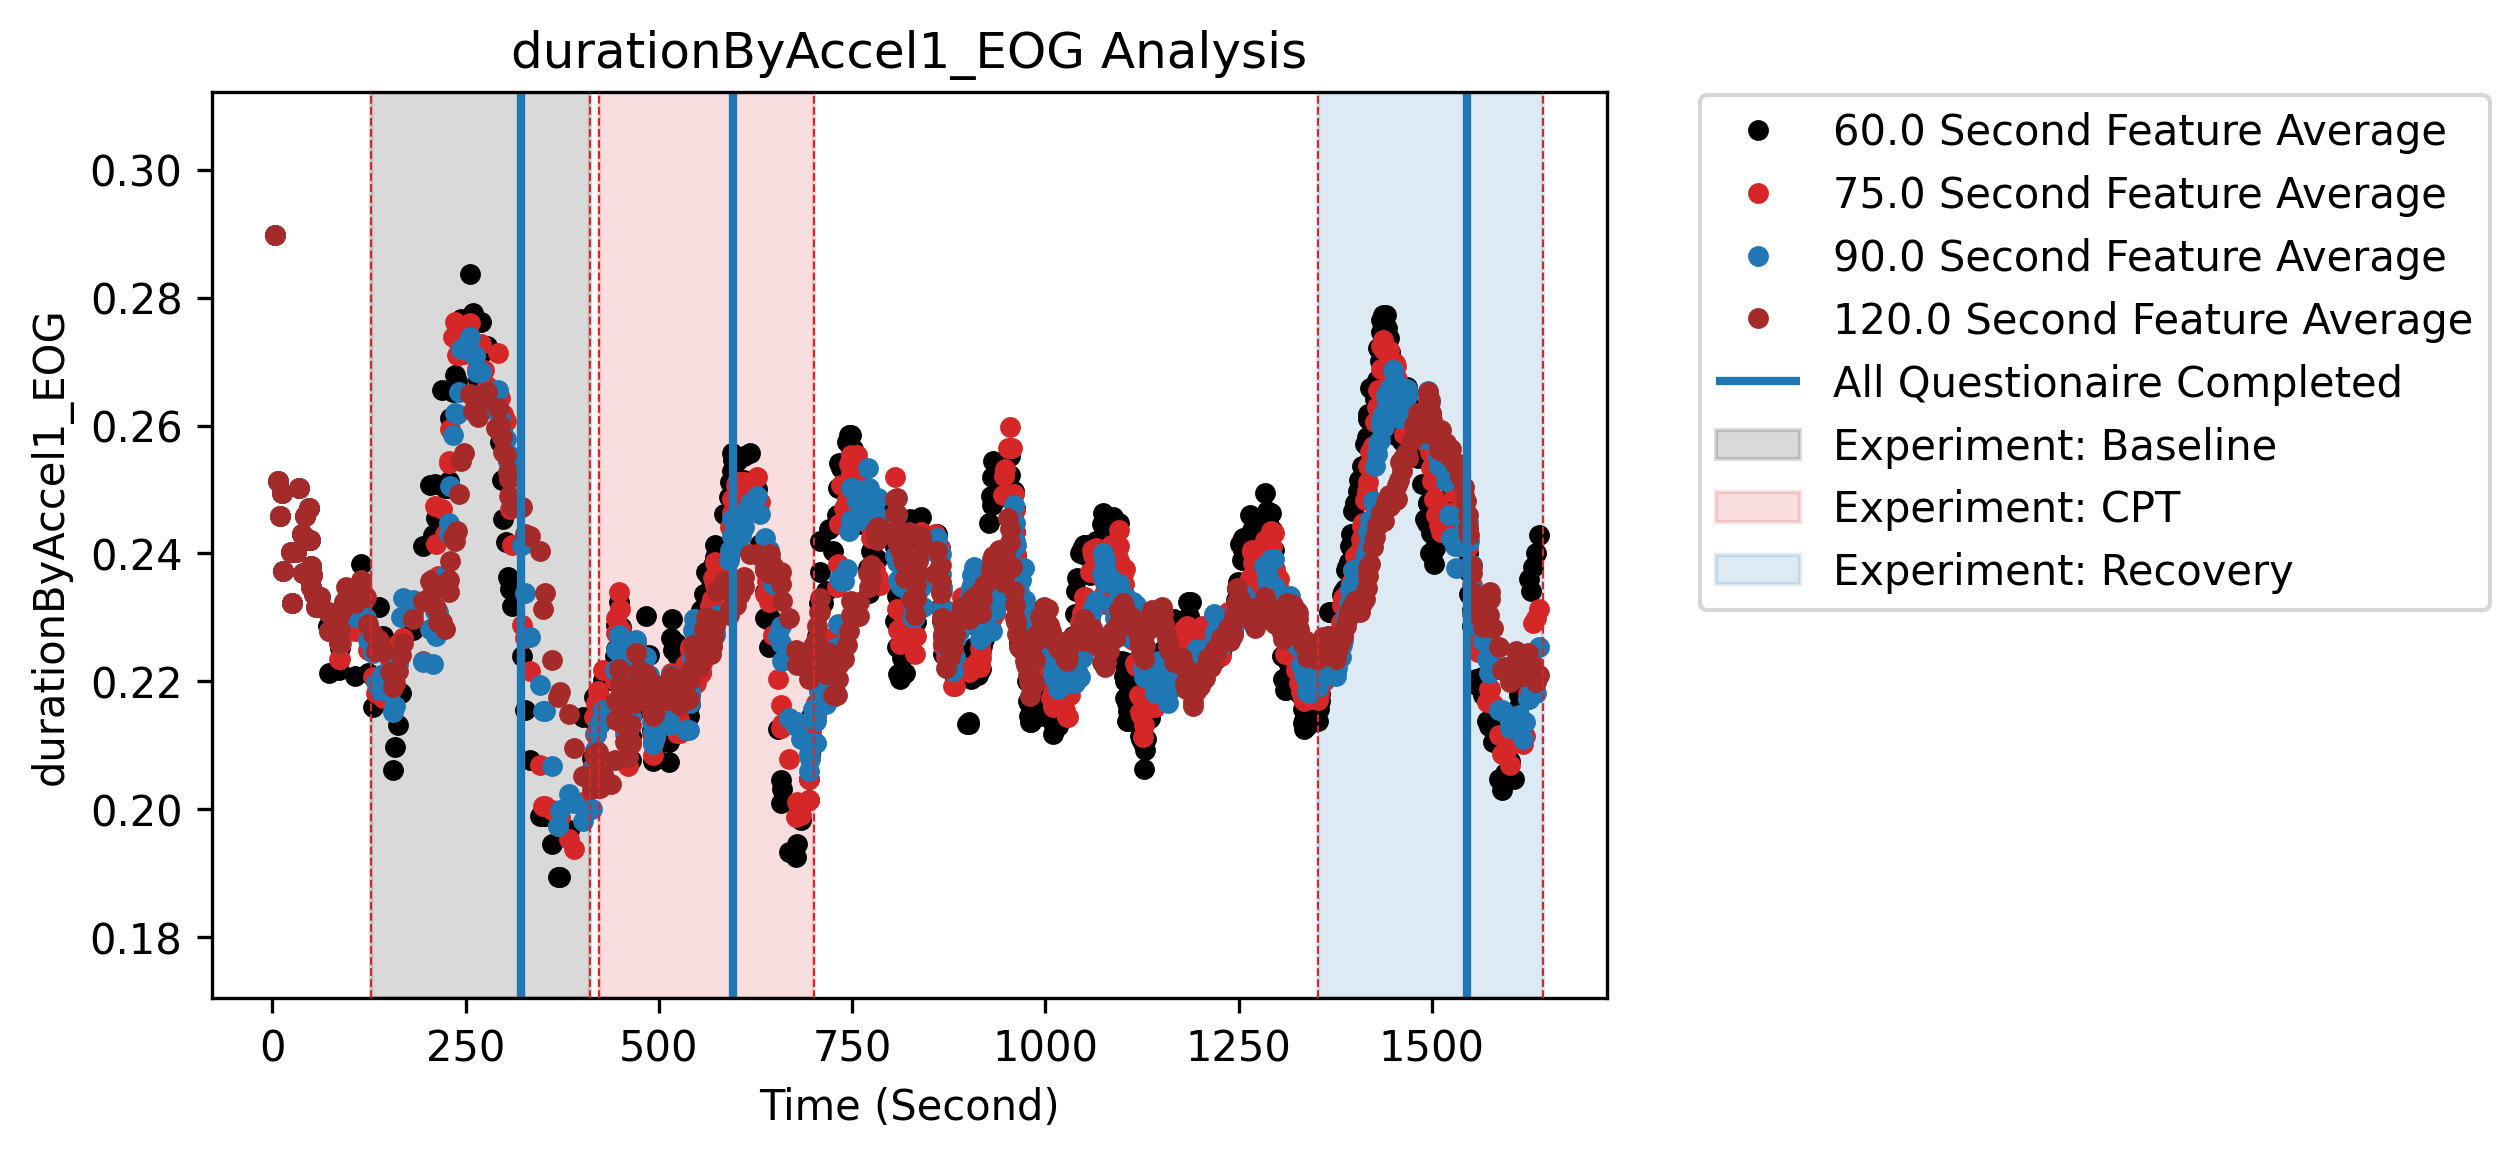 durationByAccel1_EOG Analysis
durationByAccel1_EOG
0.30
0.28
0.26
0.24
0.22
0.20
0.18
0
250
500
750
1000
1250
1500
Time (Second)
60.0 Second Feature Average
75.0 Second Feature Average
90.0 Second Feature Average
120.0 Second Feature Average
All Questionaire Completed
Experiment: Baseline
Experiment: CPT
Experiment: Recovery